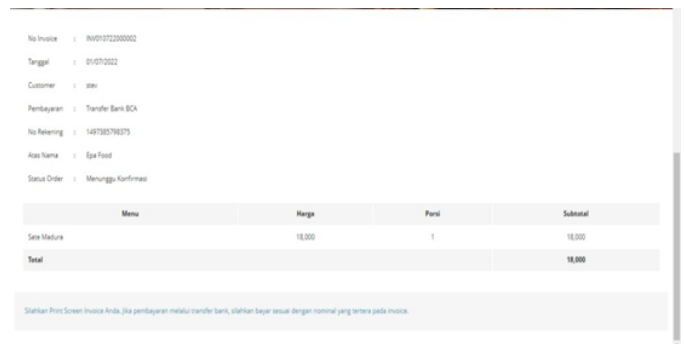 No Invoice : INV010722000002
Tanggal : 01/07/2022
Customer : stev
Pembayaran : Transfer Bank BCA
No Rekening : 1497385798375
Atas Nama : Epa Food
Status Order : Menunggu Konfirmasi
Menu Harga Porsi Subtotal
Sate Madura 18,000 1 18,000
Total 18,000
Silahkan Print Screen Invoice Anda. Jika pembayaran melalui transfer bank, silahkan bayar sesuai dengan nominal yang tertera pada invoice.